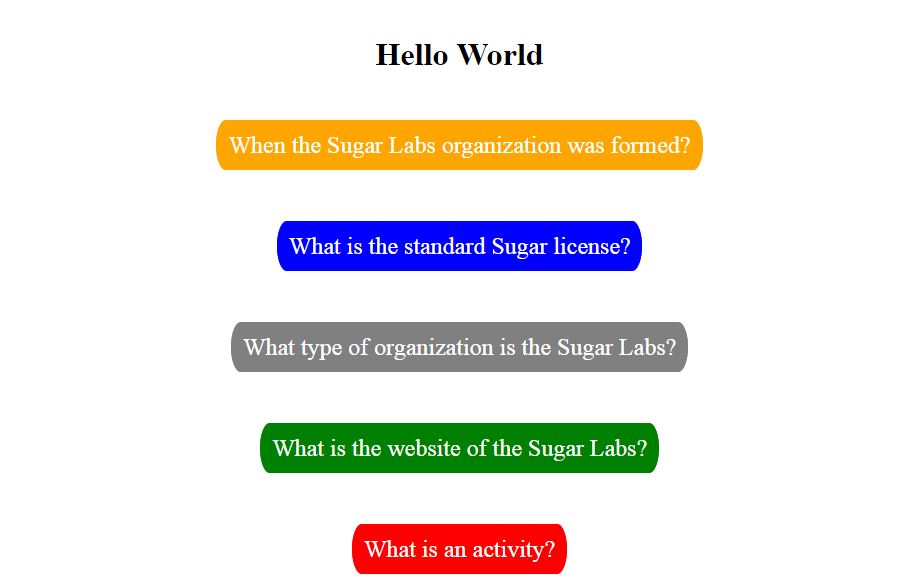 Hello World
When the Sugar Labs organization was formed?
What is the standard Sugar license?
What type of organization is the Sugar Labs?
What is the website of the Sugar Labs?
What is an activity?